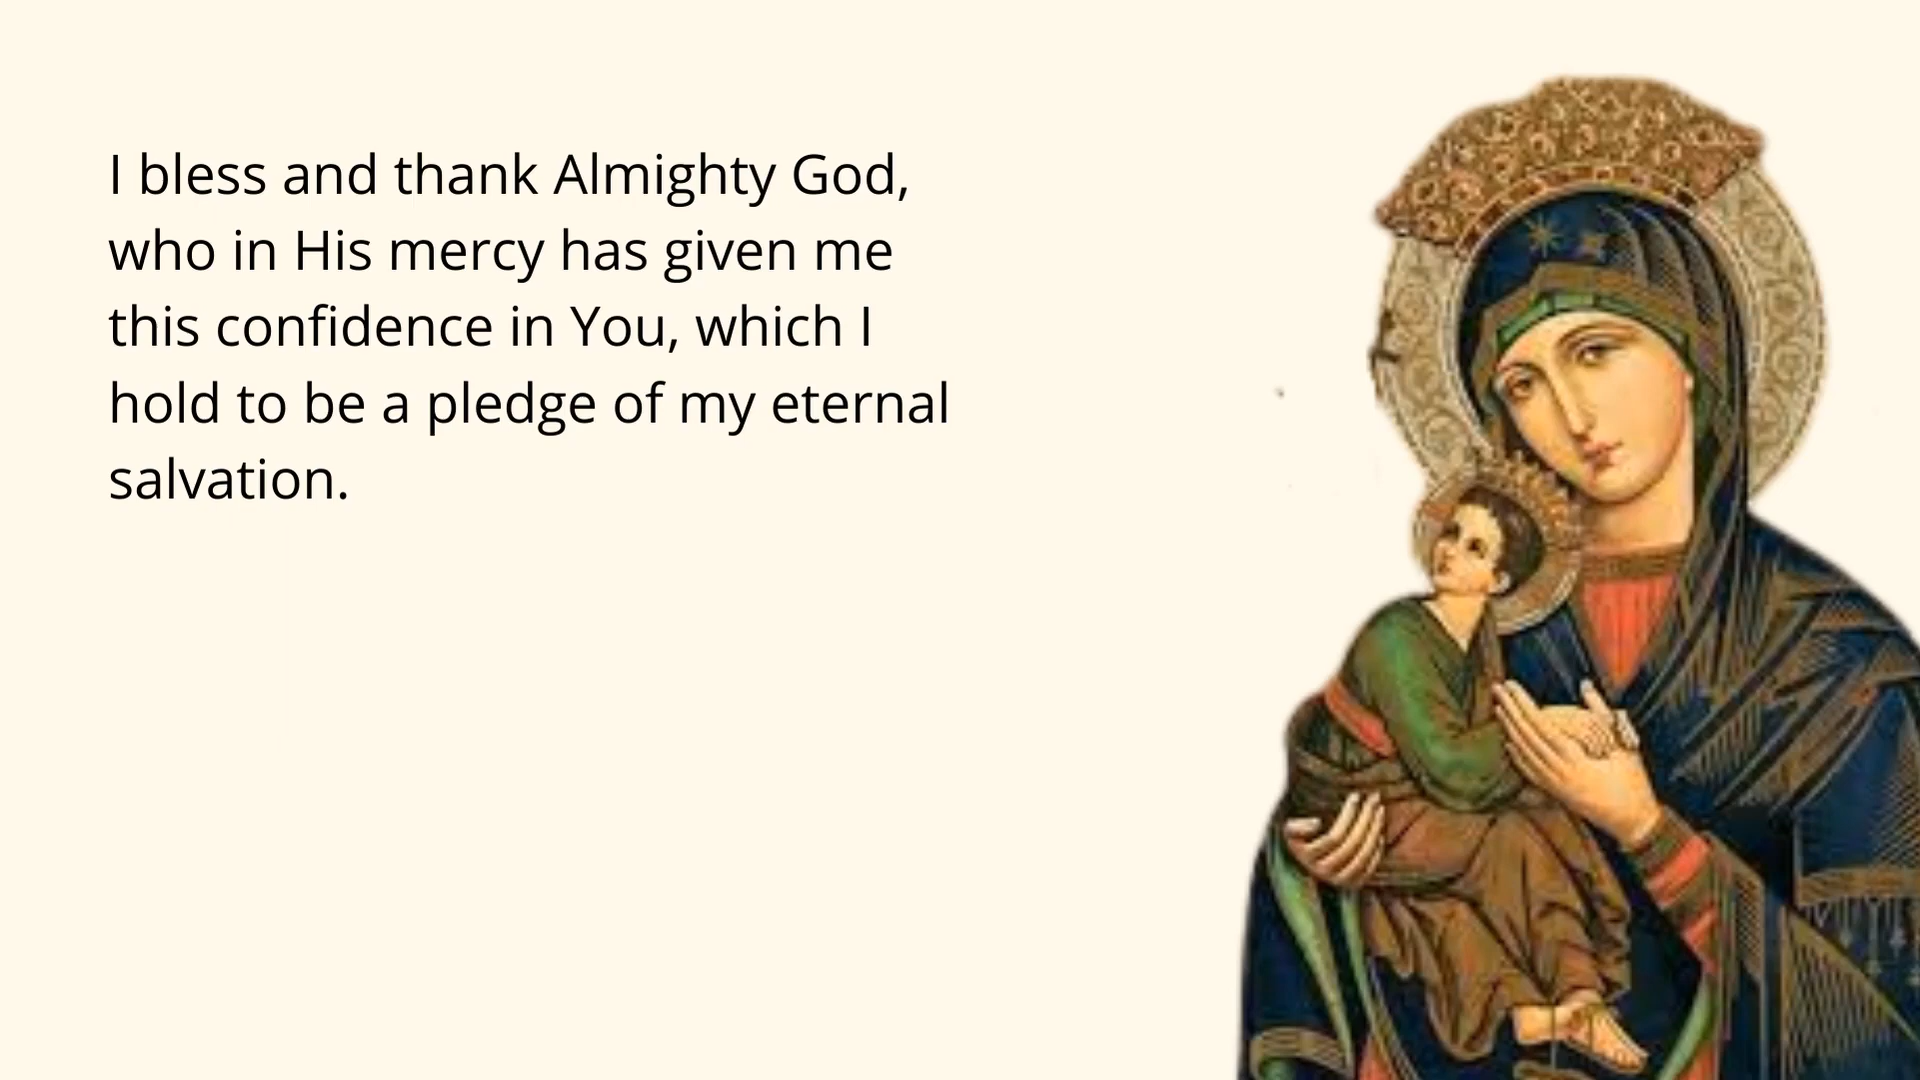 I bless and thank Almighty God,
who in His mercy has given me
this confidence in You, which I
hold to be a pledge of my eternal
salvation.